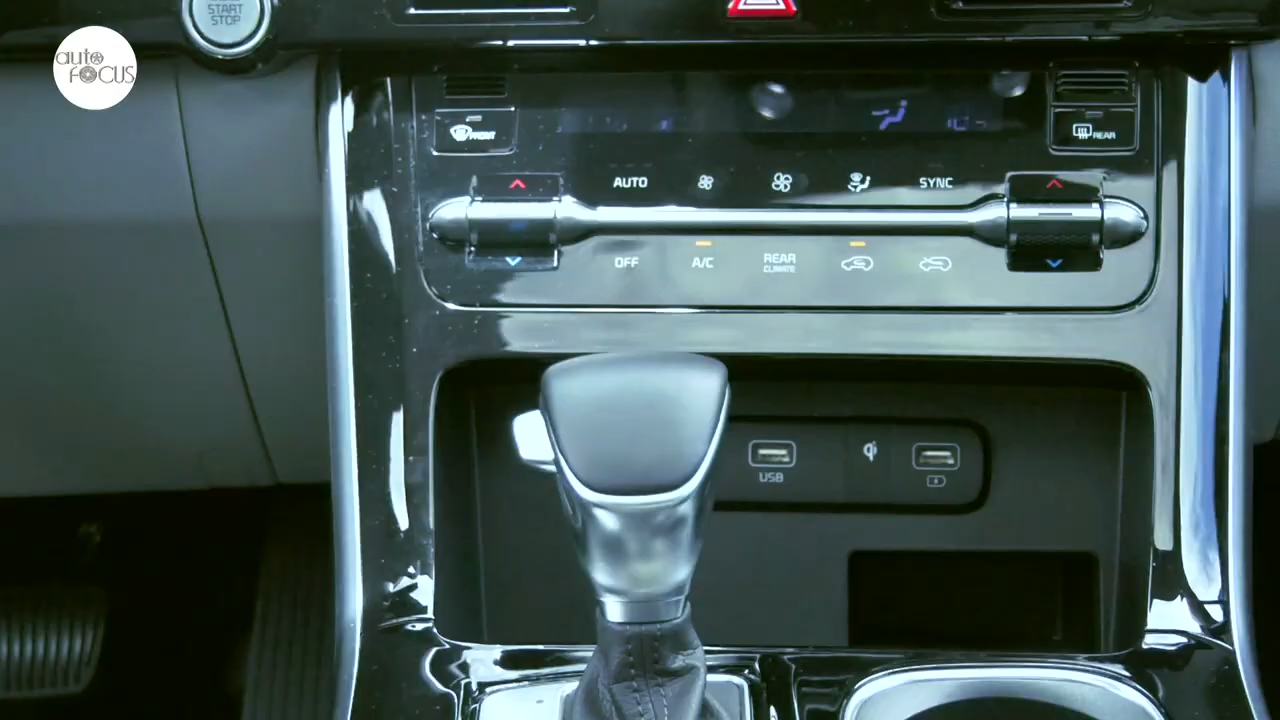 START
STOP
auto
FOCUS
FRONT
REAR
AUTO
SYNC
OFF
A/C
REAR
CLIMATE
USB